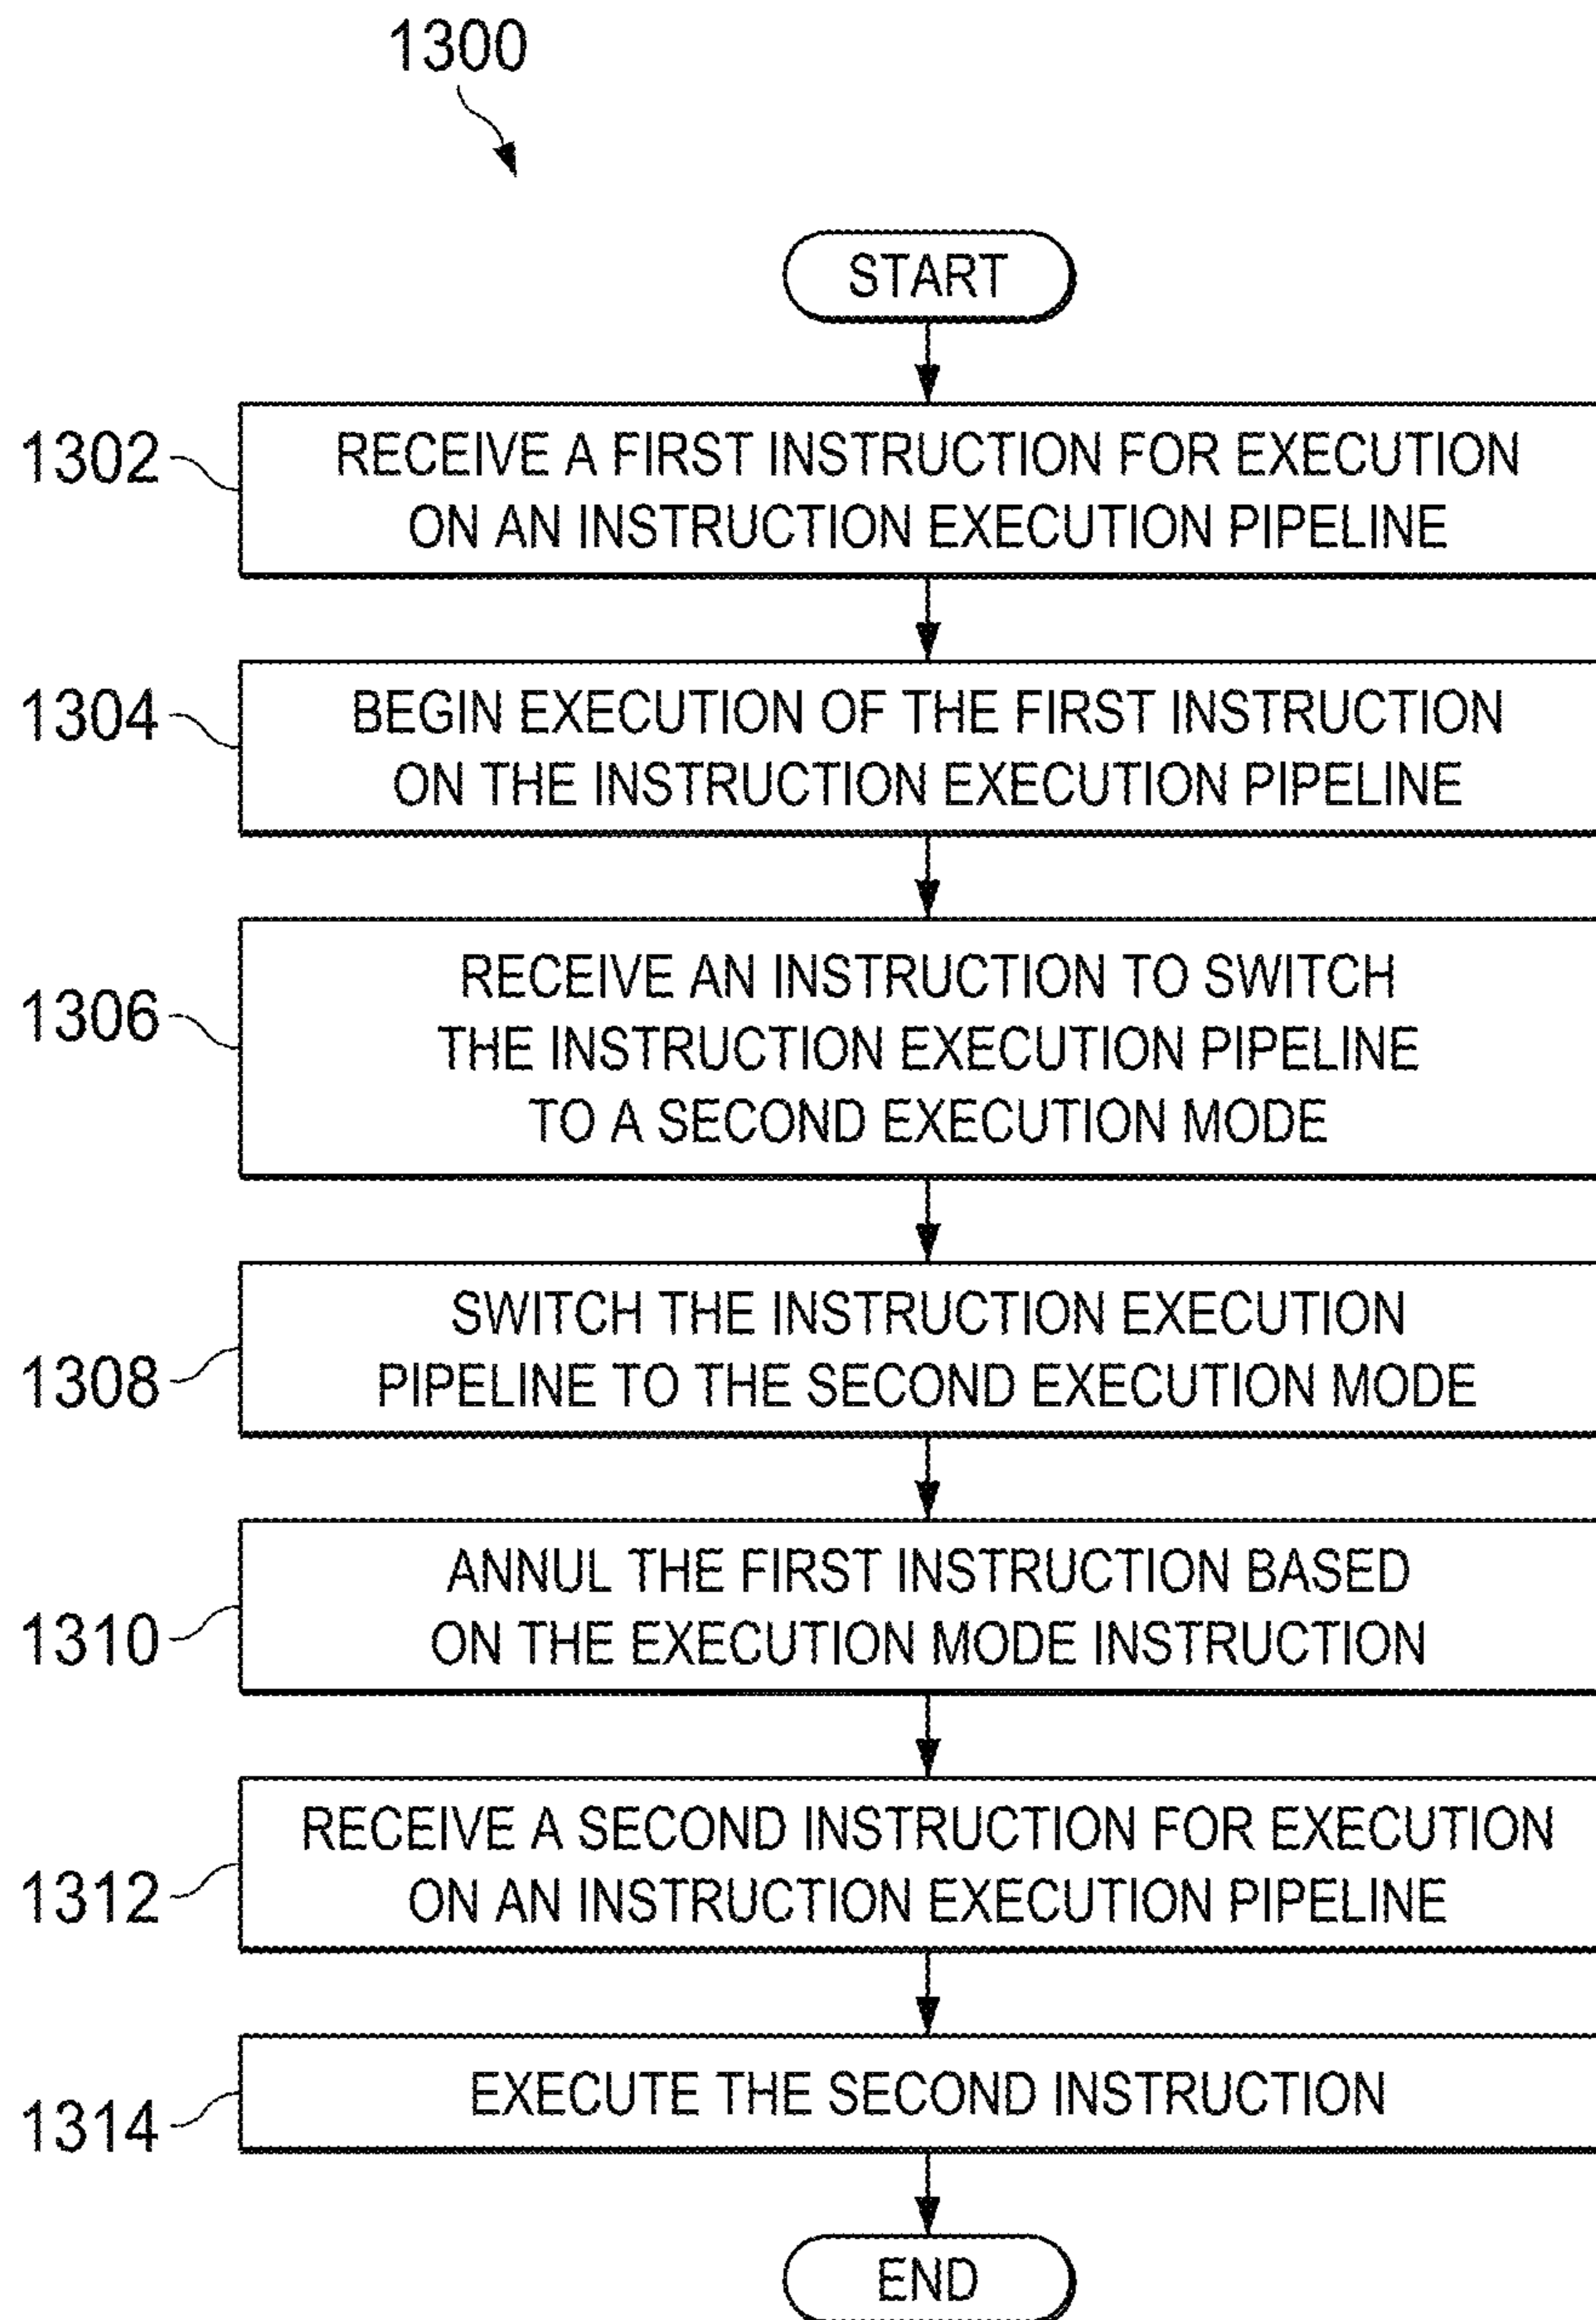 1300
START
1302
RECEIVE A FIRST INSTRUCTION FOR EXECUTION
ON AN INSTRUCTION EXECUTION PIPELINE
1304
BEGIN EXECUTION OF THE FIRST INSTRUCTION
ON THE INSTRUCTION EXECUTION PIPELINE
1306
RECEIVE AN INSTRUCTION TO SWITCH
THE INSTRUCTION EXECUTION PIPELINE
TO A SECOND EXECUTION MODE
1308
SWITCH THE INSTRUCTION EXECUTION
PIPELINE TO THE SECOND EXECUTION MODE
1310
ANNUL THE FIRST INSTRUCTION BASED
ON THE EXECUTION MODE INSTRUCTION
1312
RECEIVE A SECOND INSTRUCTION FOR EXECUTION
ON AN INSTRUCTION EXECUTION PIPELINE
1314
EXECUTE THE SECOND INSTRUCTION
END